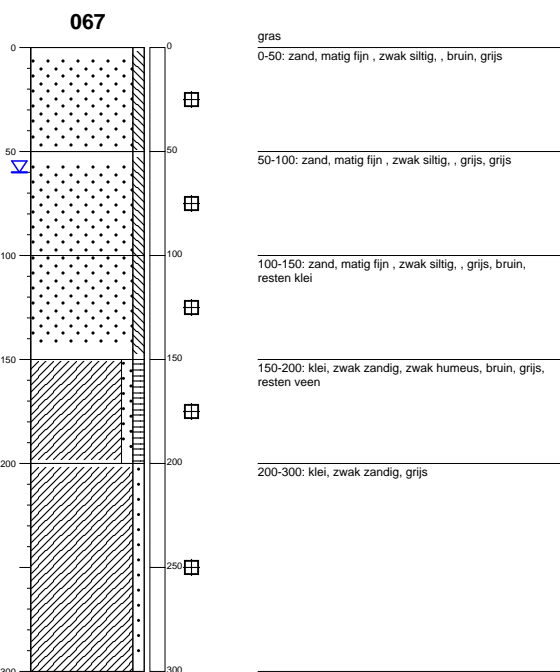 067
gras
0
0
0-50: zand, matig fijn , zwak siltig, , bruin, grijs
50
50
50-100: zand, matig fijn , zwak siltig, , grijs, grijs
100
100
100-150: zand, matig fijn , zwak siltig, , grijs, bruin,
resten klei
150
150
150-200: klei, zwak zandig, zwak humeus, bruin, grijs,
resten veen
200
200
200-300: klei, zwak zandig, grijs
250
300
300